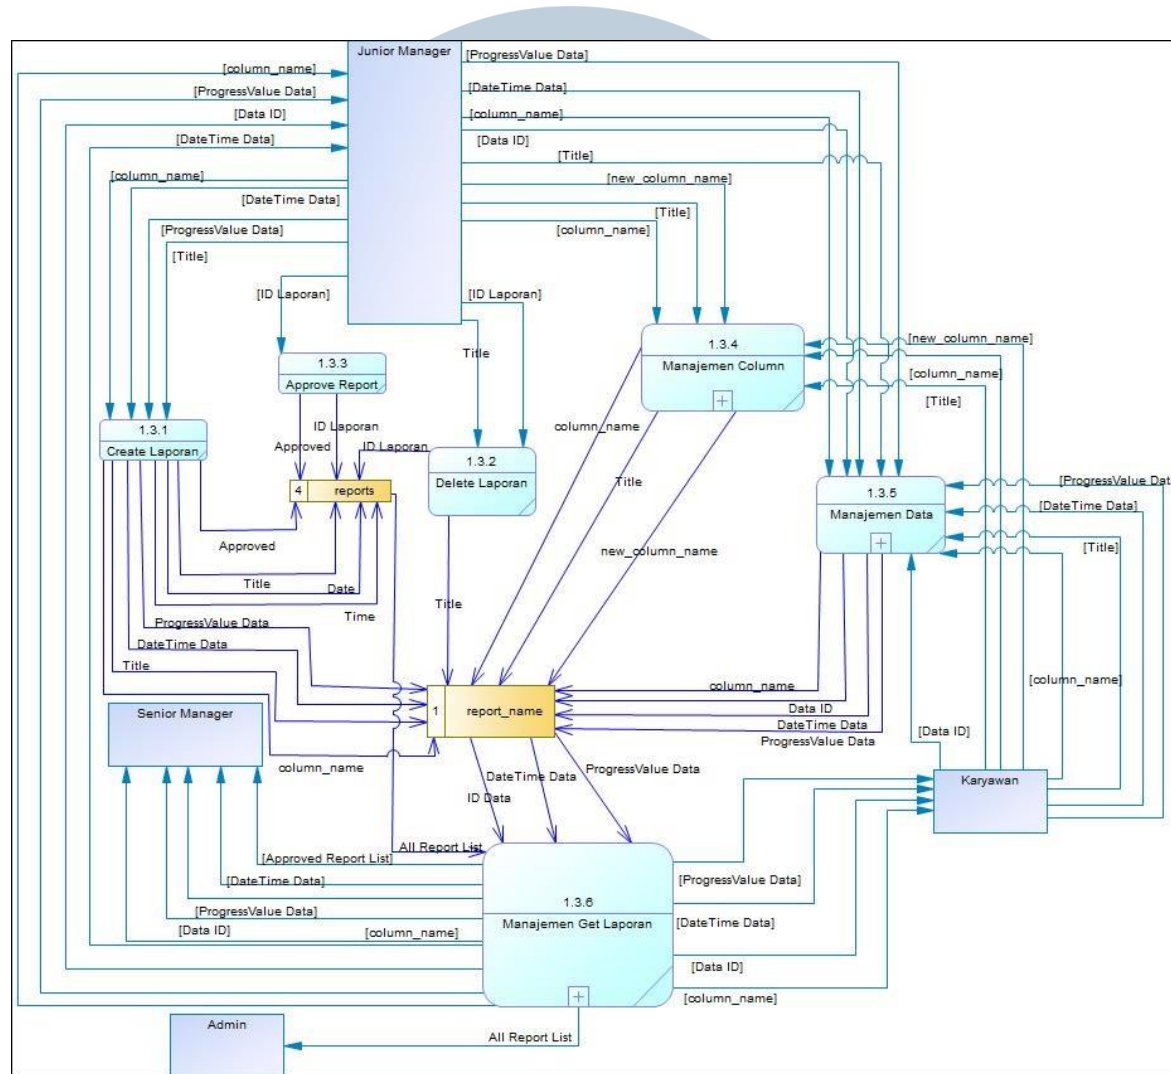 Junior Manager
[ProgressValue Data]
[column_name]
[DateTime Data]
[ProgressValue Data]
[column_name]
[Data ID]
[DateTime Data]
[Data ID]
[Title]
[column_name]
[new_column_name]
[DateTime Data]
[Title]
[ProgressValue Data]
[column_name]
[Title]
[ID Laporan]
[ID Laporan]
Title
1.3.4
Manajemen Column
[new_column_name]
[column_name]
[Title]
1.3.3
Approve Report
ID Laporan
Approved
ID Laporan
column_name
1.3.1
Create Laporan
1.3.2
Delete Laporan
Title
4
reports
1.3.5
Manajemen Data
[ProgressValue Dat
[DateTime Data]
[Title]
Approved
new_column_name
Title
Date
Time
Title
ProgressValue Data
DateTime Data
Title
column_name
[column_name]
1
report_name
Data ID
DateTime Data
ProgressValue Data
[Data ID]
Senior Manager
column_name
DateTime Data
ProgressValue Data
ID Data
Karyawan
All Report List
[Approved Report List]
[DateTime Data]
[ProgressValue Data]
[Data ID]
[column_name]
1.3.6
Manajemen Get Laporan
[ProgressValue Data]
[DateTime Data]
[Data ID]
[column_name]
Admin
All Report List